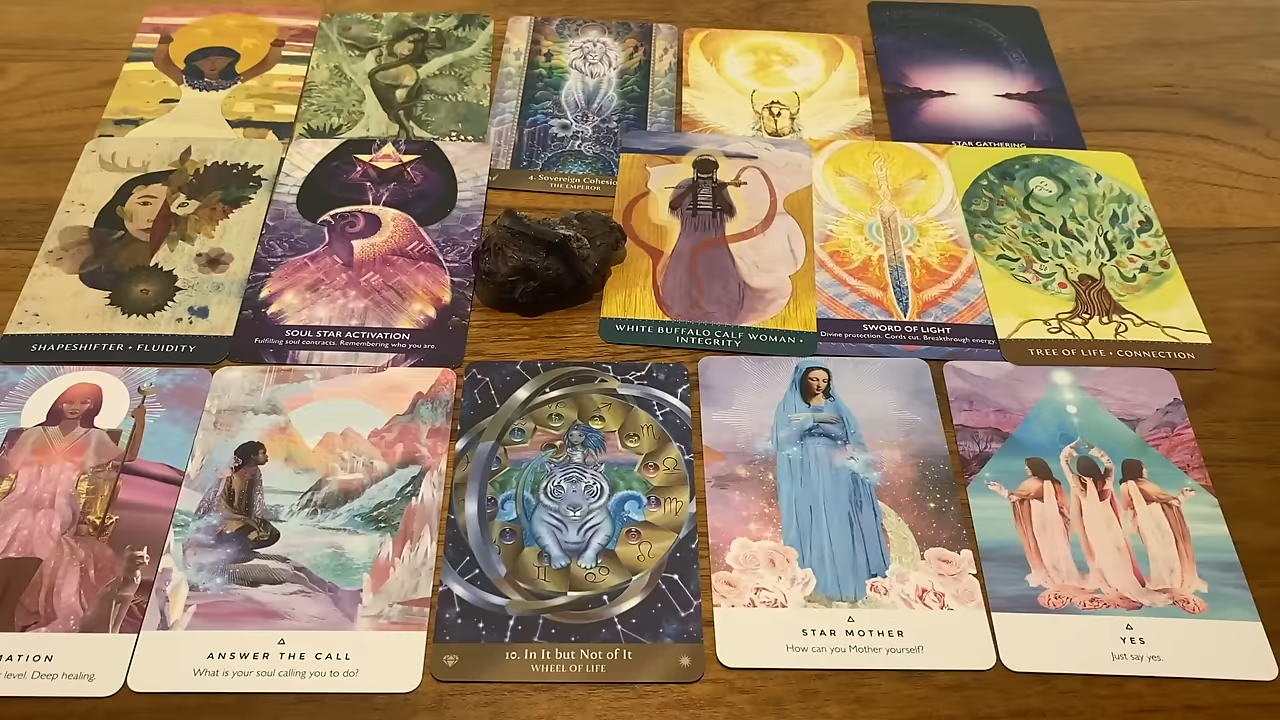 STAR GATHERING
4. Sovereign Cohesio
THE EMPEROR
SHAPESHIFTER • FLUIDITY
SOUL STAR ACTIVATION
Fulfilling soul contracts. Remembering who you are.
WHITE BUFFALO CALF WOMAN •
INTEGRITY
SWORD OF LIGHT
Divine protection. Cords cut. Breakthrough energy.
TREE OF LIFE • CONNECTION
MATION
level. Deep healing.
ANSWER THE CALL
What is your soul calling you to do?
10. In It but Not of It
WHEEL OF LIFE
STAR MOTHER
How can you Mother yourself?
YES
Just say yes.